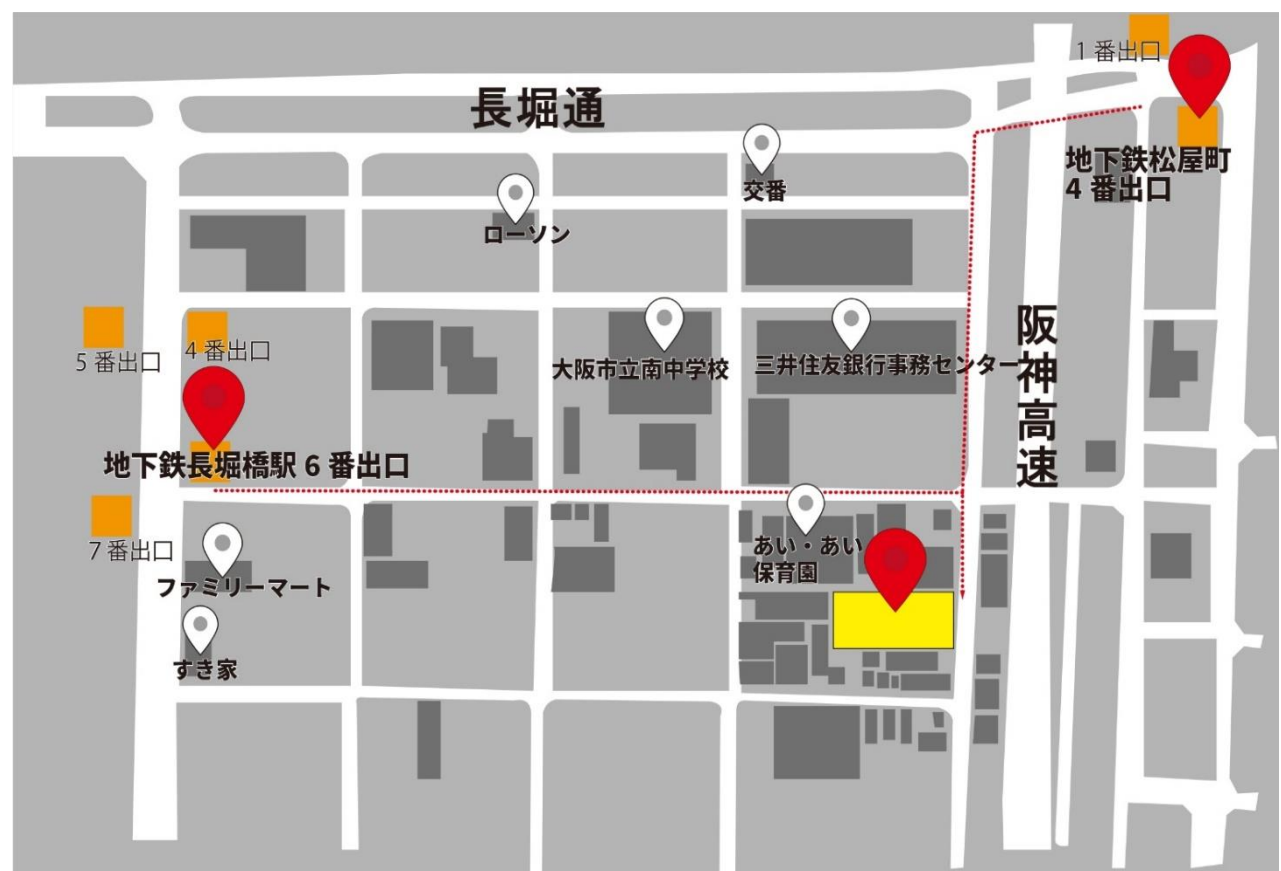 1番出口
長堀通
地下鉄松屋町
4番出口
交番
ローソン
阪神高速
5番出口
4番出口
大阪市立南中学校
三井住友銀行事務センター
地下鉄長堀橋駅6番出口
7番出口
あい・あい
保育園
ファミリーマート
すき家